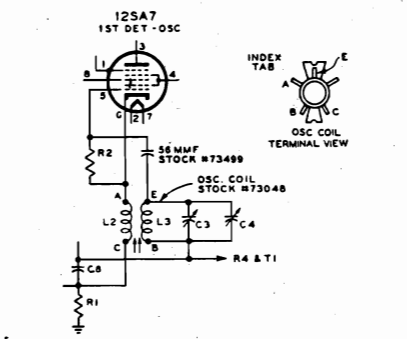 12SA7
1ST DET-OSC
3
1
8
4
5
G
2
7
INDEX
TAB
E
A
B
C
OSC COIL
TERMINAL VIEW
R2
56 MMF
STOCK #73499
OSC. COIL
STOCK #73048
A
E
L2
L3
C3
C4
C
B
R4 & T1
C8
R1